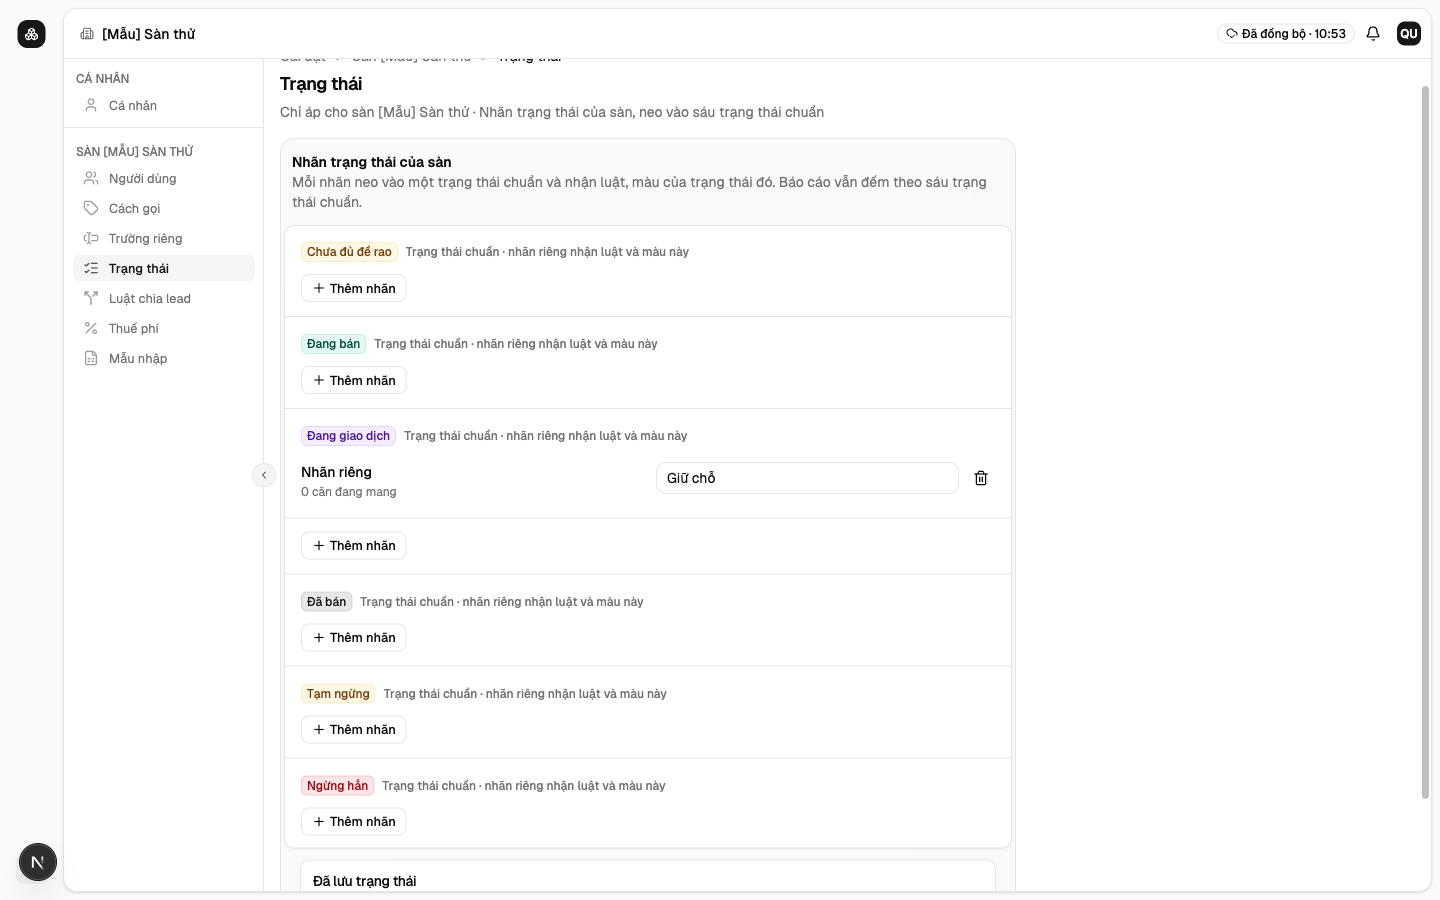 [Mẫu] Sàn thử
Đã đồng bộ · 10:53
QU
CÁ NHÂN
Cá nhân
SÀN [MẪU] SÀN THỬ
Người dùng
Cách gọi
Trường riêng
Trạng thái
Luật chia lead
Thuế phí
Mẫu nhập
Trạng thái
Chỉ áp cho sàn [Mẫu] Sàn thử · Nhãn trạng thái của sàn, neo vào sáu trạng thái chuẩn
Nhãn trạng thái của sàn
Mỗi nhãn neo vào một trạng thái chuẩn và nhận luật, màu của trạng thái đó. Báo cáo vẫn đếm theo sáu trạng
thái chuẩn.
Chưa đủ để rao Trạng thái chuẩn · nhãn riêng nhận luật và màu này
Thêm nhãn
Đang bán Trạng thái chuẩn · nhãn riêng nhận luật và màu này
Thêm nhãn
Đang giao dịch Trạng thái chuẩn · nhãn riêng nhận luật và màu này
Nhãn riêng
Giữ chỗ
0 căn đang mang
Thêm nhãn
Đã bán Trạng thái chuẩn · nhãn riêng nhận luật và màu này
Thêm nhãn
Tạm ngừng Trạng thái chuẩn · nhãn riêng nhận luật và màu này
Thêm nhãn
Ngừng hẳn Trạng thái chuẩn · nhãn riêng nhận luật và màu này
Thêm nhãn
N
Đã lưu trạng thái